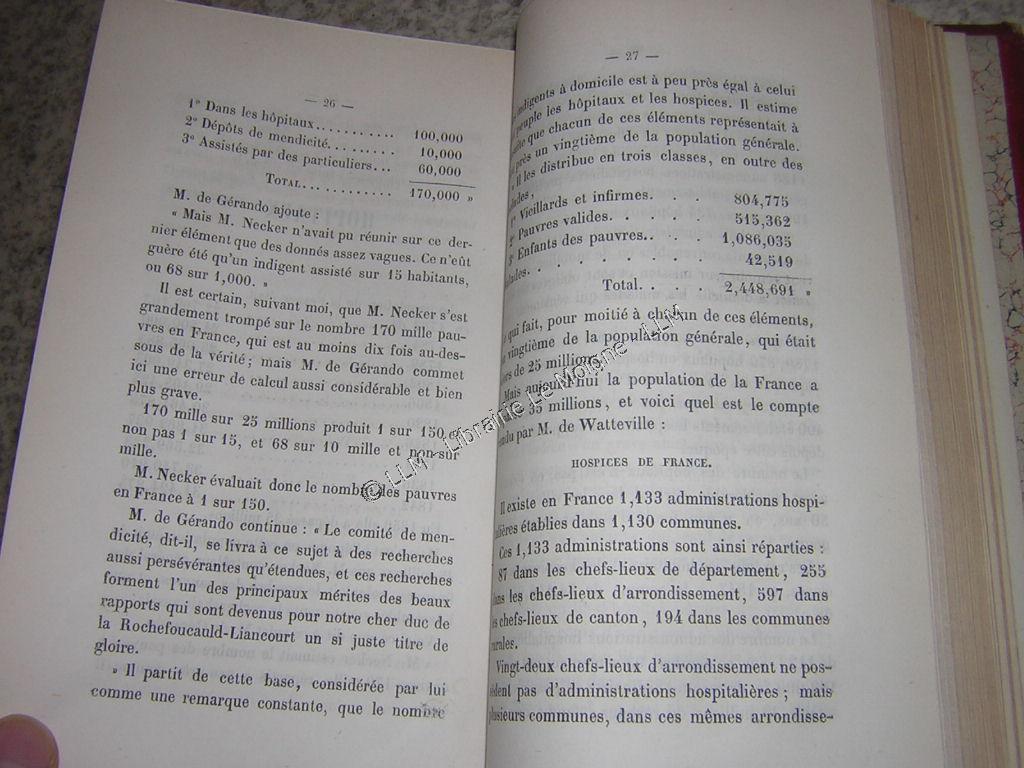 — 26 —
1° Dans les hôpitaux........... 100,000
2° Dépôts de mendicité......... 10,000
3° Assistés par des particuliers... 60,000
TOTAL........... 170,000 »
M. de Gérando ajoute :
« Mais M. Necker n'avait pu réunir sur ce der-
nier élément que des donnés assez vagues. Ce n'eût
guère été qu'un indigent assisté sur 15 habitants,
ou 68 sur 1,000. »
Il est certain, suivant moi, que M. Necker s'est
grandement trompé sur le nombre 170 mille pau-
vres en France, qui est au moins dix fois au-des-
sous de la vérité; mais M. de Gérando commet
ici une erreur de calcul aussi considérable et bien
plus grave.
170 mille sur 25 millions produit 1 sur 150 et
non pas 1 sur 15, et 68 sur 10 mille et non sur
mille.
M. Necker évaluait donc le nombre des pauvres
en France à 1 sur 150.
M. de Gérando continue : « Le comité de men-
dicité, dit-il, se livra à ce sujet à des recherches
aussi persévérantes qu'étendues, et ces recherches
forment l'un des principaux mérites des beaux
rapports qui sont devenus pour notre cher duc de
la Rochefoucauld-Liancourt un si juste titre de
gloire.
» Il partit de cette base, considérée par lui
comme une remarque constante, que le nombre
— 27 —
indigents à domicile est à peu près égal à celui
peuple les hôpitaux et les hospices. Il estime
que chacun de ces éléments représentait à
près un vingtième de la population générale.
» Il les distribue en trois classes, en outre des
1° Vieillards et infirmes. . . 804,775
2° Pauvres valides. . . . 515,362
3° Enfants des pauvres.. . . 1,086,035
. . . . . . . . 42,519
Total. . . . 2,448,691 »
qui fait, pour moitié à chacun de ces éléments,
vingtième de la population générale, qui était
de 25 millions.
Mais aujourd'hui la population de la France a
35 millions, et voici quel est le compte
par M. de Watteville :
HOSPICES DE FRANCE.
Il existe en France 1,133 administrations hospi-
établies dans 1,130 communes.
Ces 1,133 administrations sont ainsi réparties :
87 dans les chefs-lieux de département, 255
les chefs-lieux d'arrondissement, 597 dans
chefs-lieux de canton, 194 dans les communes
Vingt-deux chefs-lieux d'arrondissement ne pos-
pas d'administrations hospitalières ; mais
plusieurs communes, dans ces mêmes arrondisse-
© LLM - Librairie Le Moigne - LLM